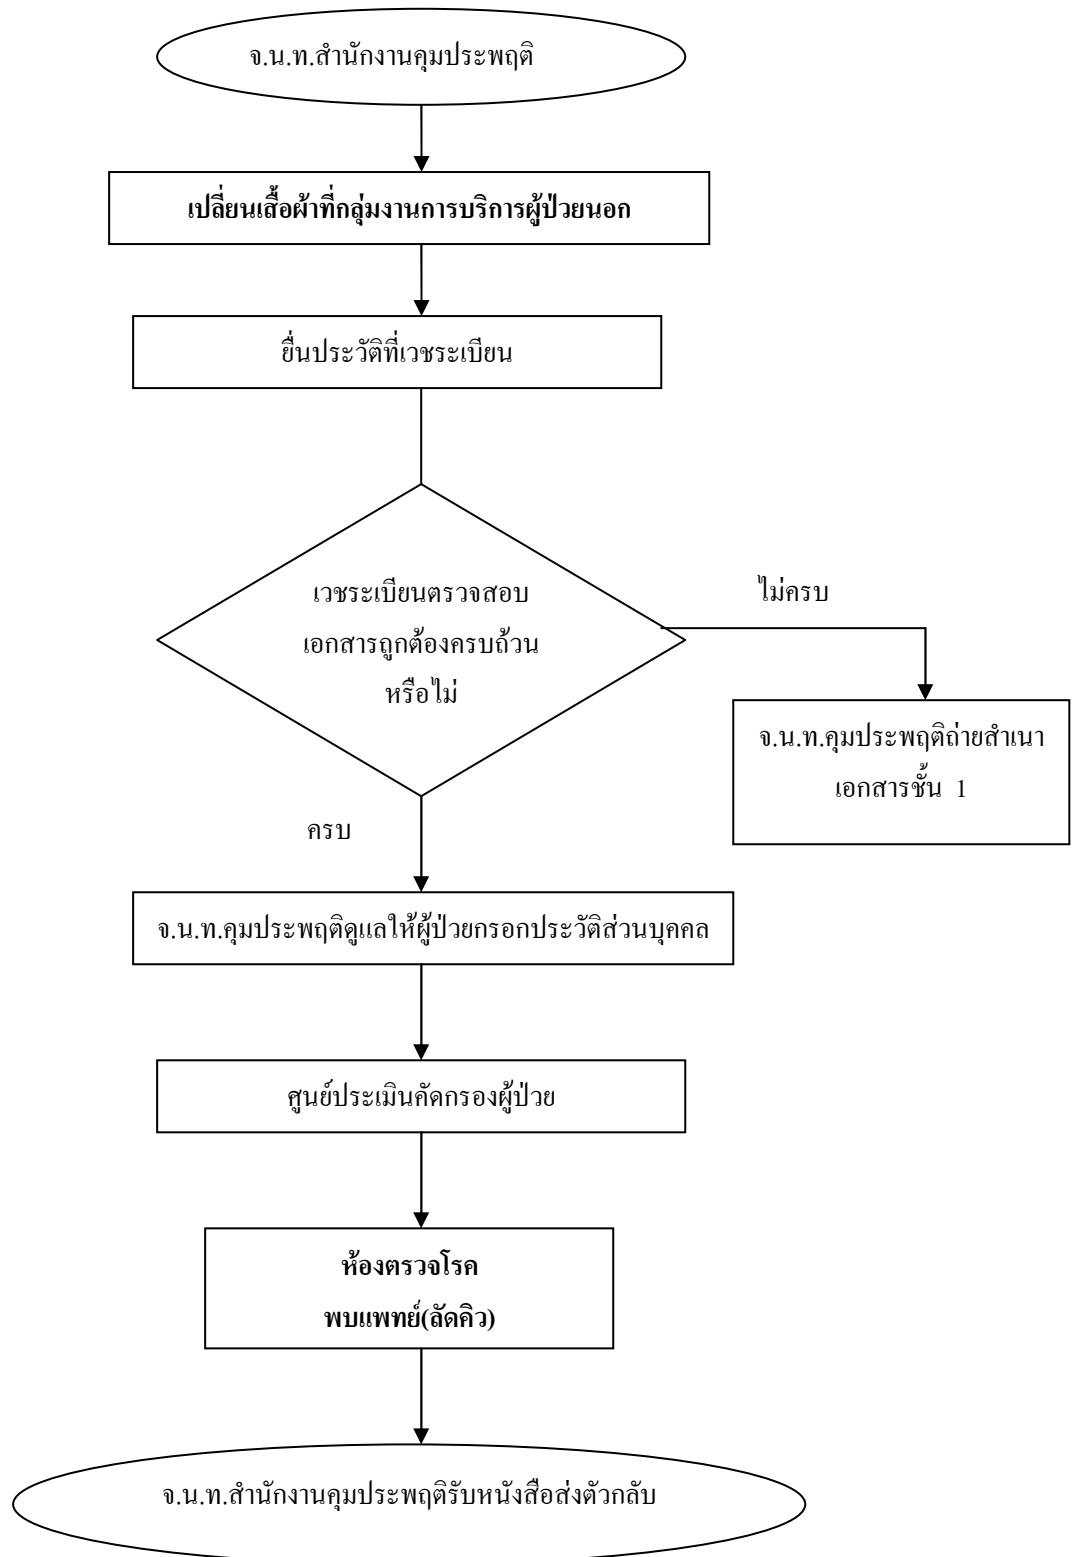 จ.น.ท.สำนักงานคุมประพฤติ
เปลี่ยนเสื้อผ้าที่กลุ่มงานการบริการผู้ป่วยนอก
ยื่นประวัติที่เวชระเบียน
เวชระเบียนตรวจสอบ
เอกสารถูกต้องครบถ้วน
หรือไม่
ไม่ครบ
จ.น.ท.คุมประพฤติถ่ายสำเนา
เอกสารชั้น 1
ครบ
จ.น.ท.คุมประพฤติดูแลให้ผู้ป่วยกรอกประวัติส่วนบุคคล
ศูนย์ประเมินคัดกรองผู้ป่วย
ห้องตรวจโรค
พบแพทย์(ลัดคิว)
จ.น.ท.สำนักงานคุมประพฤติรับหนังสือส่งตัวกลับ